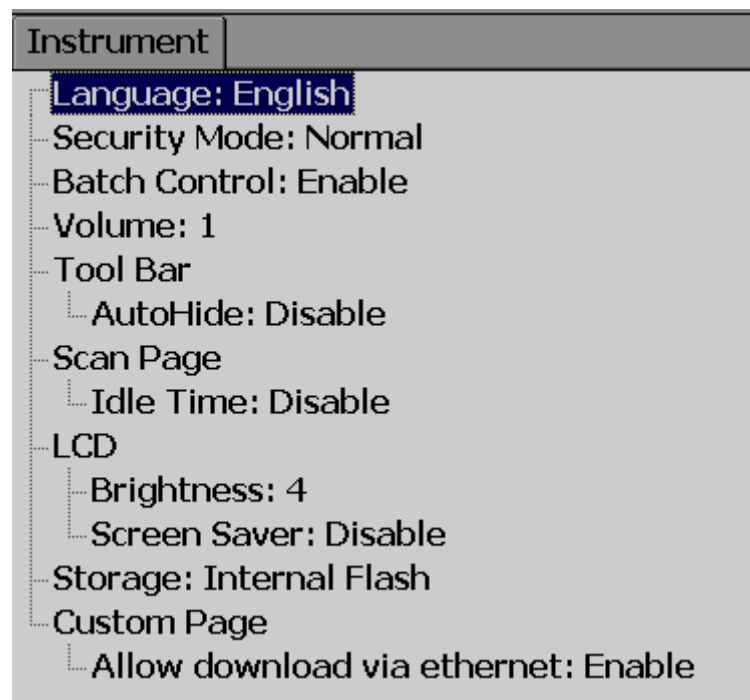 Instrument
Language: English
Security Mode: Normal
Batch Control: Enable
Volume: 1
Tool Bar
AutoHide: Disable
Scan Page
Idle Time: Disable
LCD
Brightness: 4
Screen Saver: Disable
Storage: Internal Flash
Custom Page
Allow download via ethernet: Enable